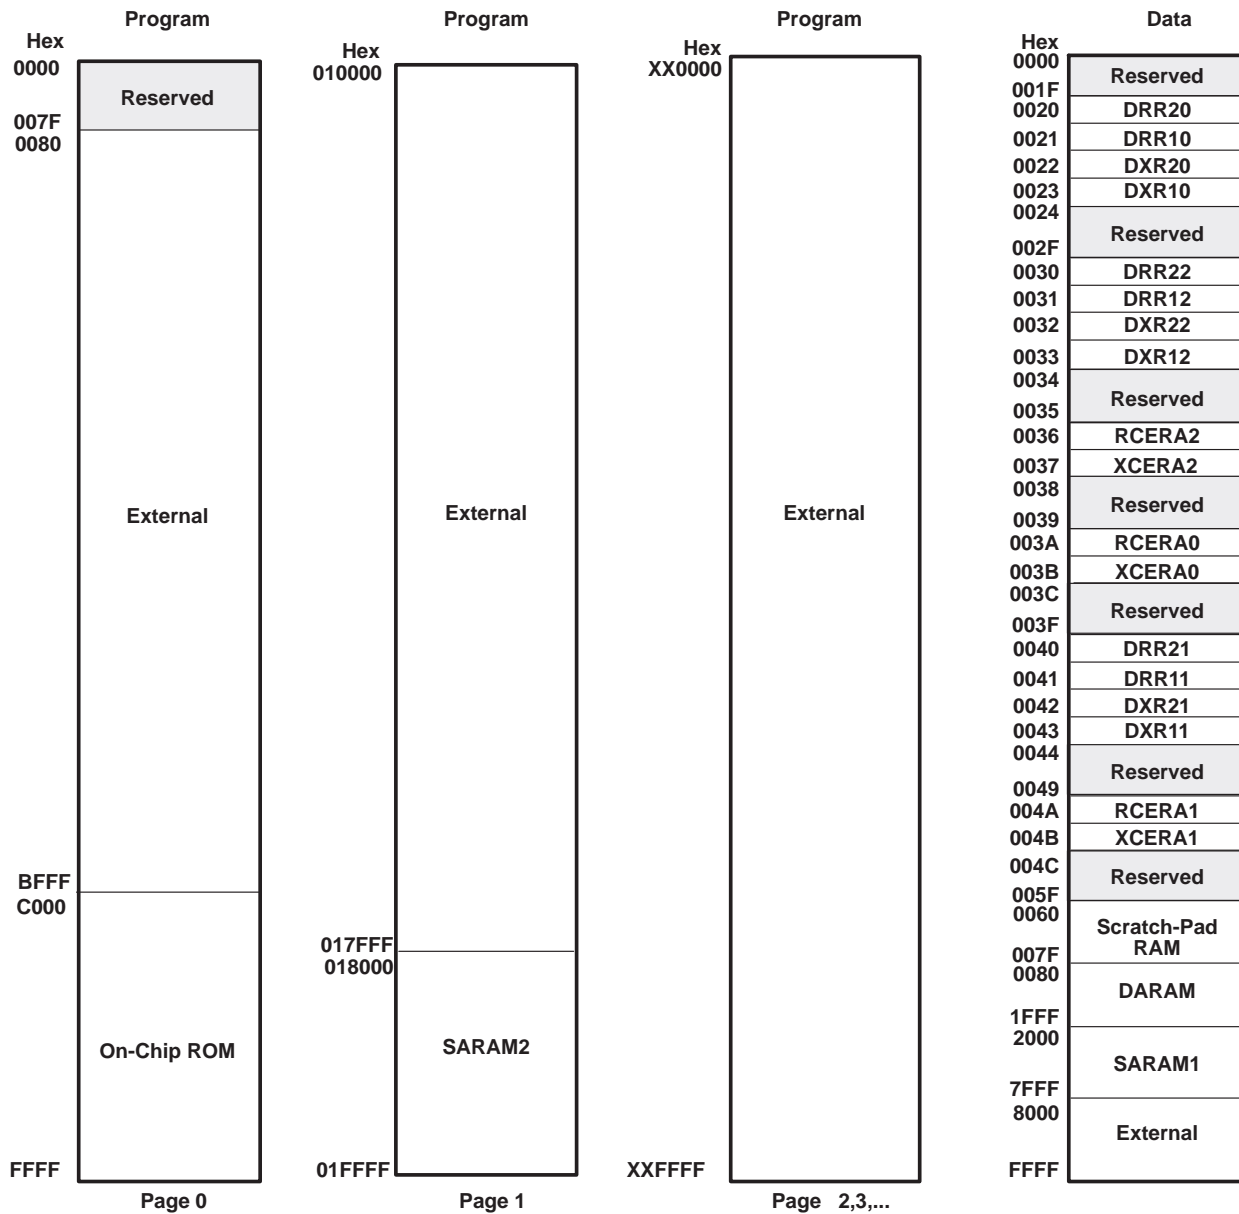 Program
Hex
0000
Reserved
007F
0080
External
BFFF
C000
On-Chip ROM
FFFF
Page 0
Program
Hex
010000
External
017FFF
018000
SARAM2
01FFFF
Page 1
Program
Hex
XX0000
External
XXFFFF
Page 2,3,...
Data
Hex
0000
Reserved
001F
0020 DRR20
0021 DRR10
0022 DXR20
0023 DXR10
0024
Reserved
002F
0030 DRR22
0031 DRR12
0032 DXR22
0033 DXR12
0034
Reserved
0035
0036 RCERA2
0037 XCERA2
0038
Reserved
0039
003A RCERA0
003B XCERA0
003C
Reserved
003F
0040 DRR21
0041 DRR11
0042 DXR21
0043 DXR11
0044
Reserved
0049
004A RCERA1
004B XCERA1
004C
Reserved
005F
0060
Scratch-Pad
RAM
007F
0080
DARAM
1FFF
2000
SARAM1
7FFF
8000
External
FFFF